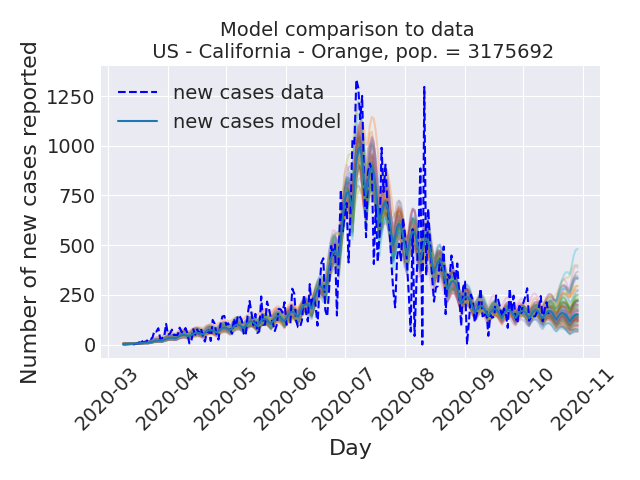 Model comparison to data
US - California - Orange, pop. = 3175692
Number of new cases reported
1250
1000
750
500
250
0
new cases data
new cases model
2020-03
2020-04
2020-05
2020-06
2020-07
2020-08
2020-09
2020-10
2020-11
Day